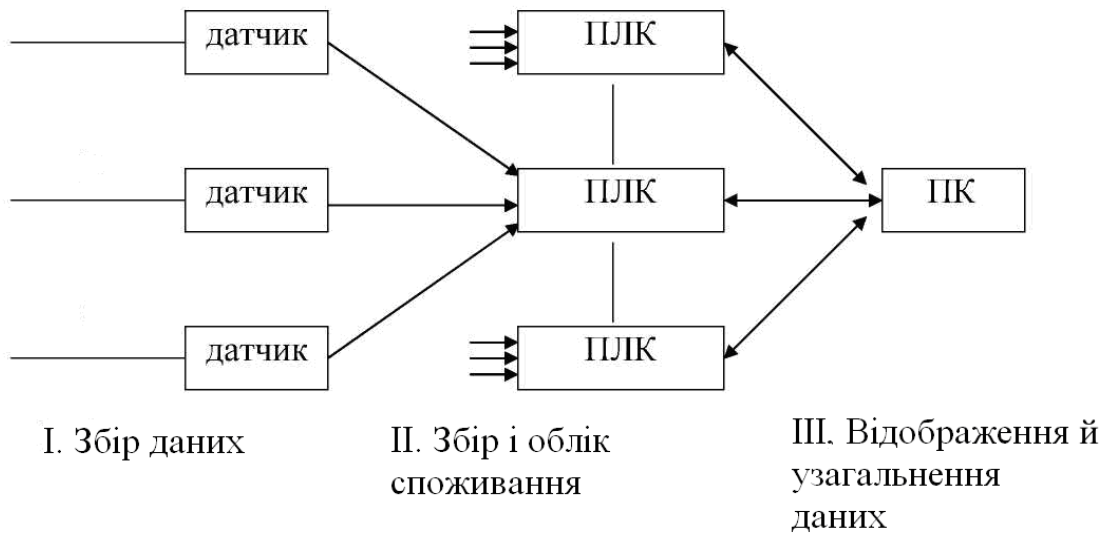 датчик
ПЛК
датчик
ПЛК
ПК
датчик
ПЛК
І. Збір даних
ІІ. Збір і облік
споживання
ІІІ. Відображення й
узагальнення
даних